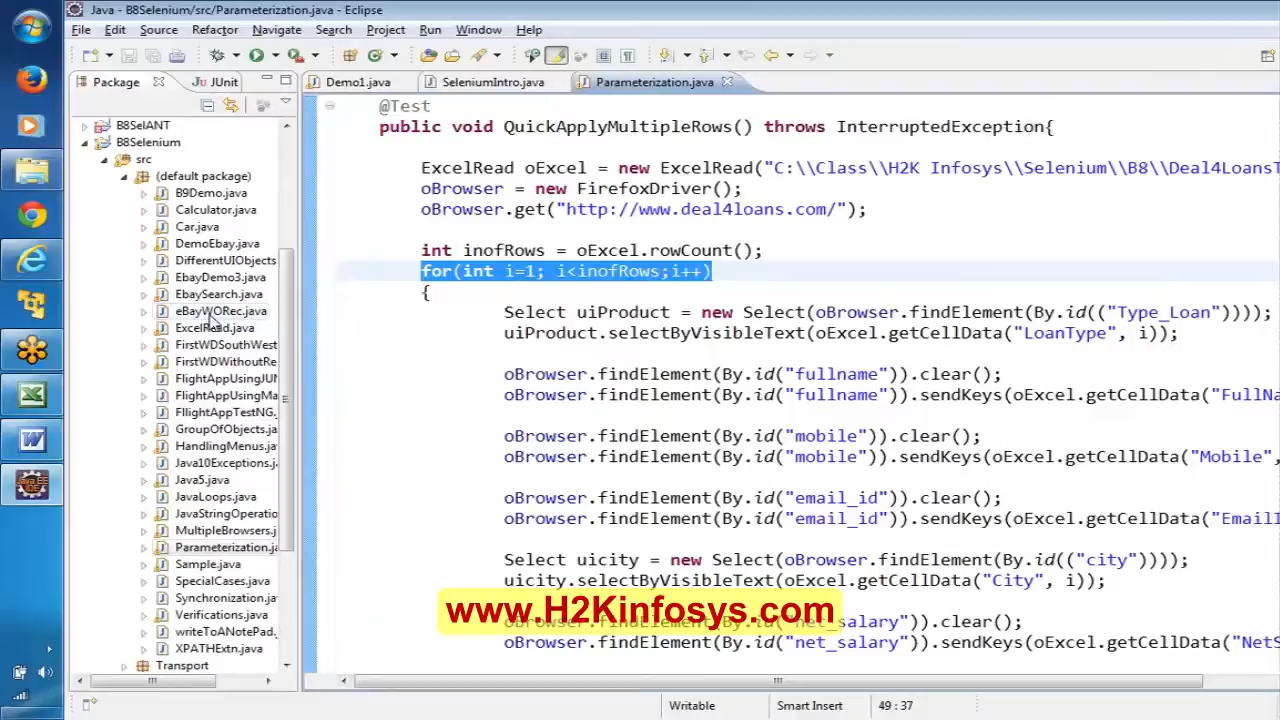 Java - B8Selenium/src/Parameterization.java - Eclipse
File Edit Source Refactor Navigate Search Project Run Window Help
Package JUnit
Demo1.java SeleniumIntro.java Parameterization.java
B8SelANT
B8Selenium
src
(default package)
B9Demo.java
Calculator.java
Car.java
DemoEbay.java
DifferentUIObjects
EbayDemo3.java
EbaySearch.java
eBayWORec.java
ExcelRead.java
FirstWDSouthWest
FirstWDWithoutRe
FlightAppUsingJUN
FlightAppUsingMa
FlIightAppTestNG.
GroupOfObjects.ja
HandlingMenus.ja
Java10Exceptions.j
Java5.java
JavaLoops.java
JavaStringOperatio
MultipleBrowsers.j
Parameterization.ja
Sample.java
SpecialCases.java
Synchronization.ja
Verifications.java
writeToANotePad.
XPATHExtn.java
Transport
@Test
public void QuickApplyMultipleRows() throws InterruptedException{
ExcelRead oExcel = new ExcelRead("C:\\Class\\H2K Infosys\\Selenium\\B8\\Deal4Loans
oBrowser = new FirefoxDriver();
oBrowser.get("http://www.deal4loans.com/");
int inofRows = oExcel.rowCount();
for(int i=1; i<inofRows;i++)
{
Select uiProduct = new Select(oBrowser.findElement(By.id(("Type_Loan"))));
uiProduct.selectByVisibleText(oExcel.getCellData("LoanType", i));
oBrowser.findElement(By.id("fullname")).clear();
oBrowser.findElement(By.id("fullname")).sendKeys(oExcel.getCellData("FullNa
oBrowser.findElement(By.id("mobile")).clear();
oBrowser.findElement(By.id("mobile")).sendKeys(oExcel.getCellData("Mobile",
oBrowser.findElement(By.id("email_id")).clear();
oBrowser.findElement(By.id("email_id")).sendKeys(oExcel.getCellData("EmailI
Select uicity = new Select(oBrowser.findElement(By.id(("city"))));
uicity.selectByVisibleText(oExcel.getCellData("City", i));
www.H2Kinfosys.com
oBrowser.findElement(By.id("net_salary")).clear();
oBrowser.findElement(By.id("net_salary")).sendKeys(oExcel.getCellData("NetS
Writable Smart Insert 49 : 37